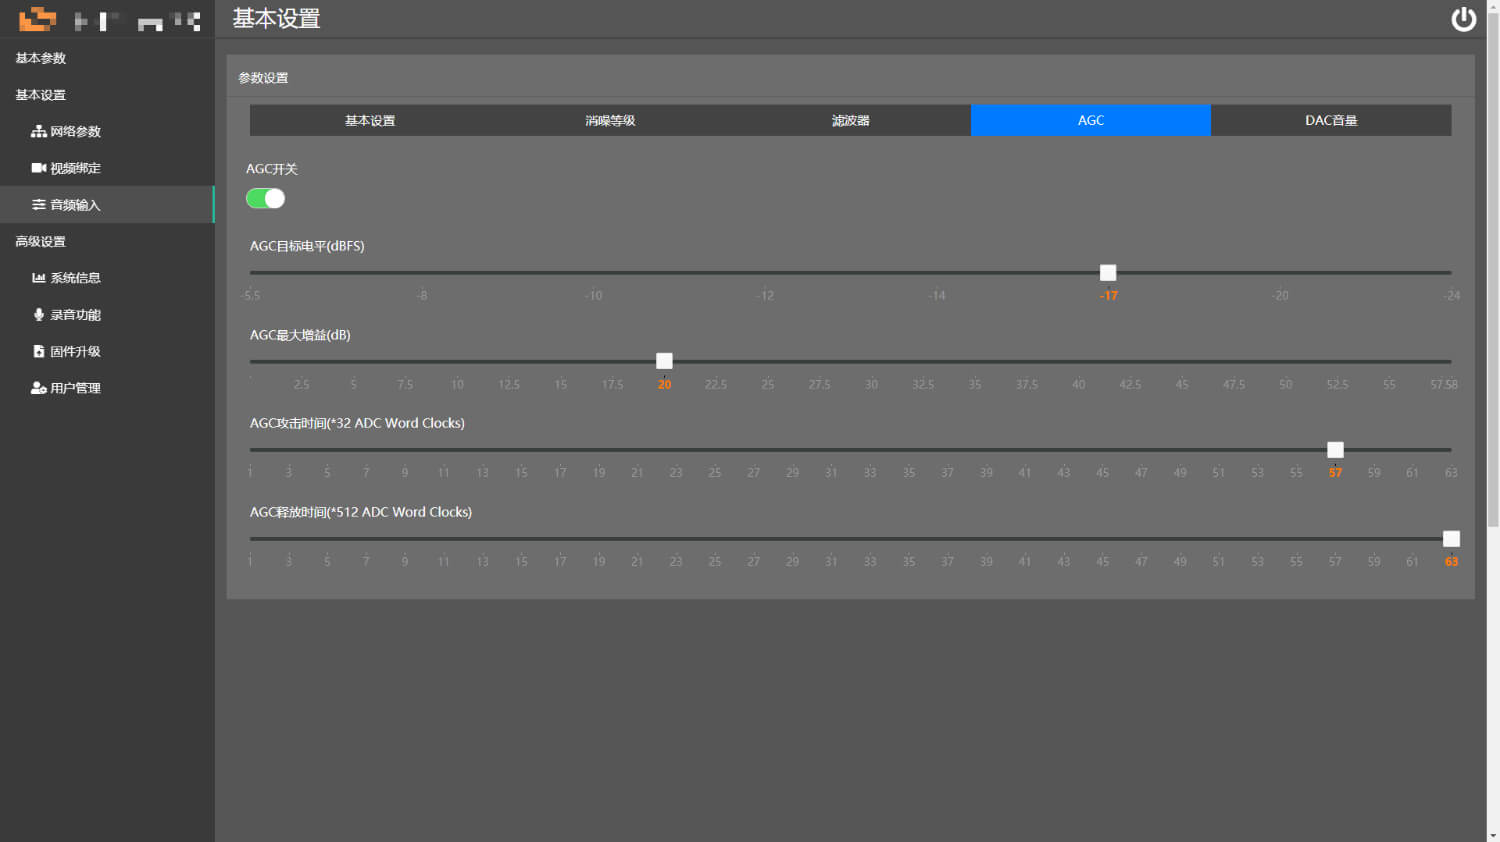 基本设置
基本参数
基本设置
网络参数
视频绑定
音频输入
高级设置
系统信息
录音功能
固件升级
用户管理
参数设置
基本设置 消噪等级 滤波器 AGC DAC音量
AGC开关
AGC目标电平(dBFS)
-5.5 -8 -10 -12 -14 -17 -20 -24
AGC最大增益(dB)
2.5 5 7.5 10 12.5 15 17.5 20 22.5 25 27.5 30 32.5 35 37.5 40 42.5 45 47.5 50 52.5 55 57.58
AGC攻击时间(*32 ADC Word Clocks)
1 3 5 7 9 11 13 15 17 19 21 23 25 27 29 31 33 35 37 39 41 43 45 47 49 51 53 55 57 59 61 63
AGC释放时间(*512 ADC Word Clocks)
1 3 5 7 9 11 13 15 17 19 21 23 25 27 29 31 33 35 37 39 41 43 45 47 49 51 53 55 57 59 61 63